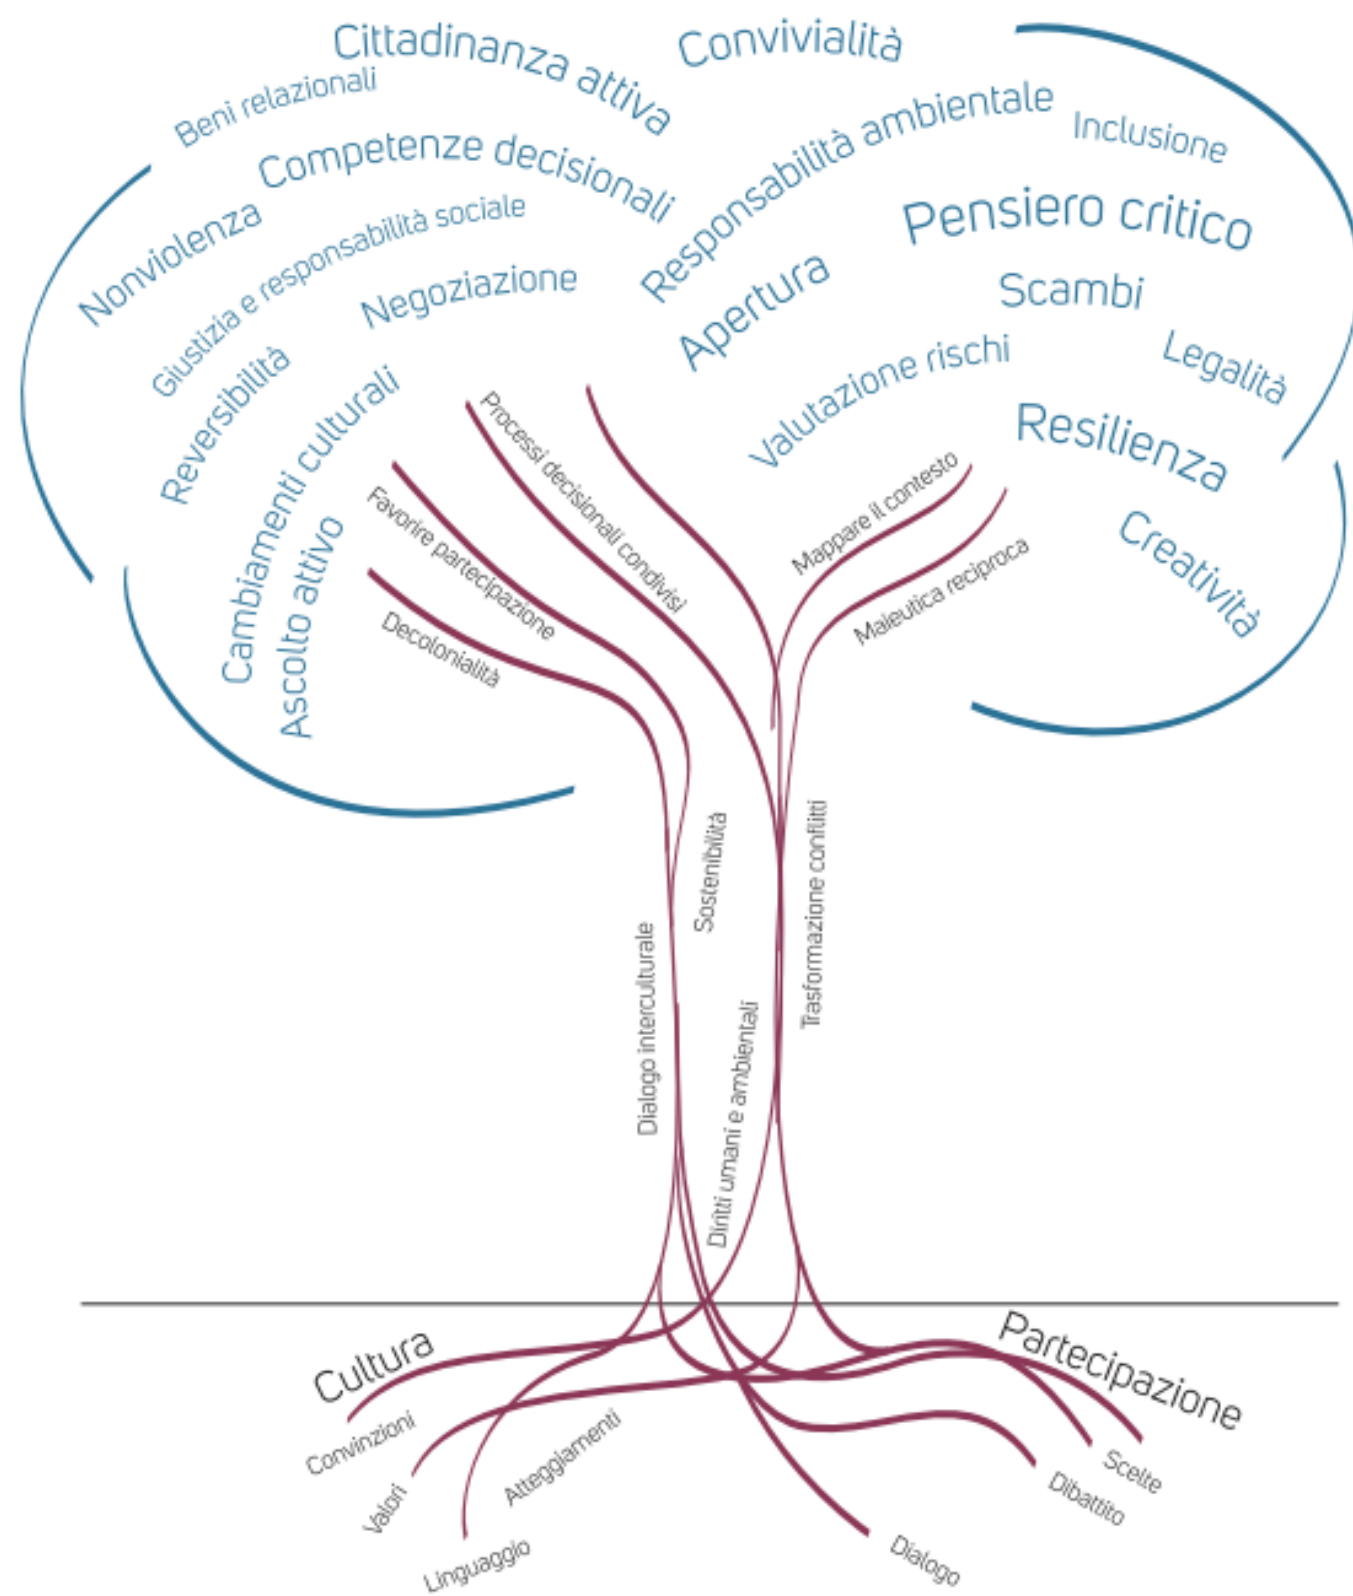 Cittadinanza attiva
Convivialità
Beni relazionali
Competenze decisionali
Responsabilità ambientale
Inclusione
Nonviolenza
Giustizia e responsabilità sociale
Pensiero critico
Negoziazione
Apertura
Scambi
Reversibilità
Valutazione rischi
Legalità
Cambiamenti culturali
Resilienza
Ascolto attivo
Creatività
Processi decisionali condivisi
Favorire partecipazione
Decolonialità
Mappare il contesto
Maieutica reciproca
Sostenibilità
Trasformazione conflitti
Dialogo interculturale
Diritti umani e ambientali
Cultura
Partecipazione
Convinzioni
Valori
Atteggiamenti
Linguaggio
Scelte
Dibattito
Dialogo